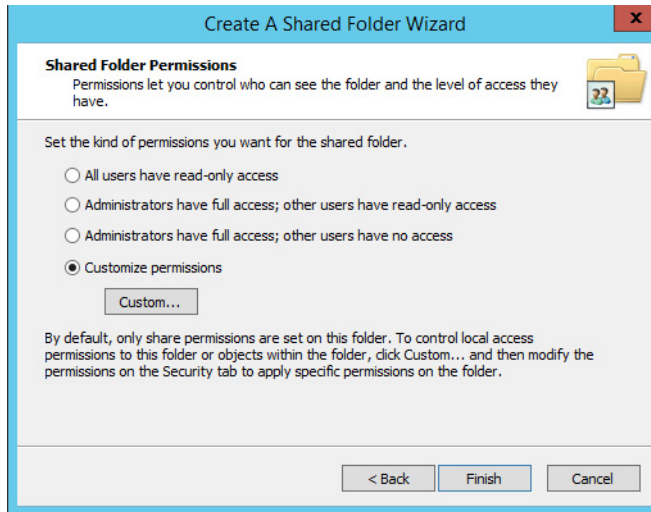 Create A Shared Folder Wizard
x
Shared Folder Permissions
Permissions let you control who can see the folder and the level of access they
have.
Set the kind of permissions you want for the shared folder.
All users have read-only access
Administrators have full access; other users have read-only access
Administrators have full access; other users have no access
Customize permissions
Custom...
By default, only share permissions are set on this folder. To control local access
permissions to this folder or objects within the folder, click Custom... and then modify the
permissions on the Security tab to apply specific permissions on the folder.
< Back Finish Cancel